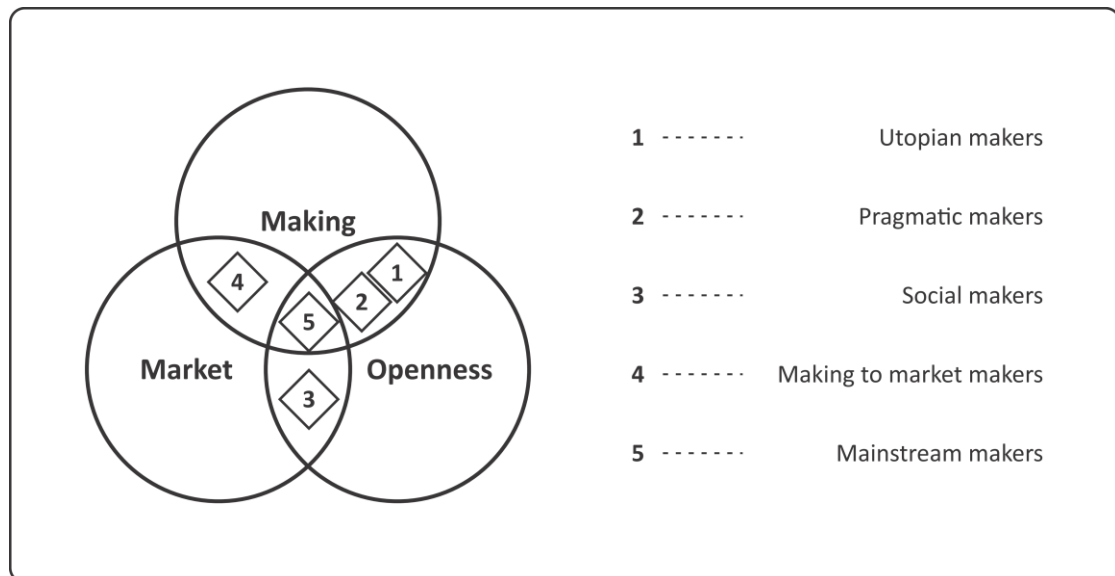 Making
4
1
2
5
Market
Openness
3
1 ------- Utopian makers
2 ------- Pragmatic makers
3 ------- Social makers
4 ------- Making to market makers
5 ------- Mainstream makers